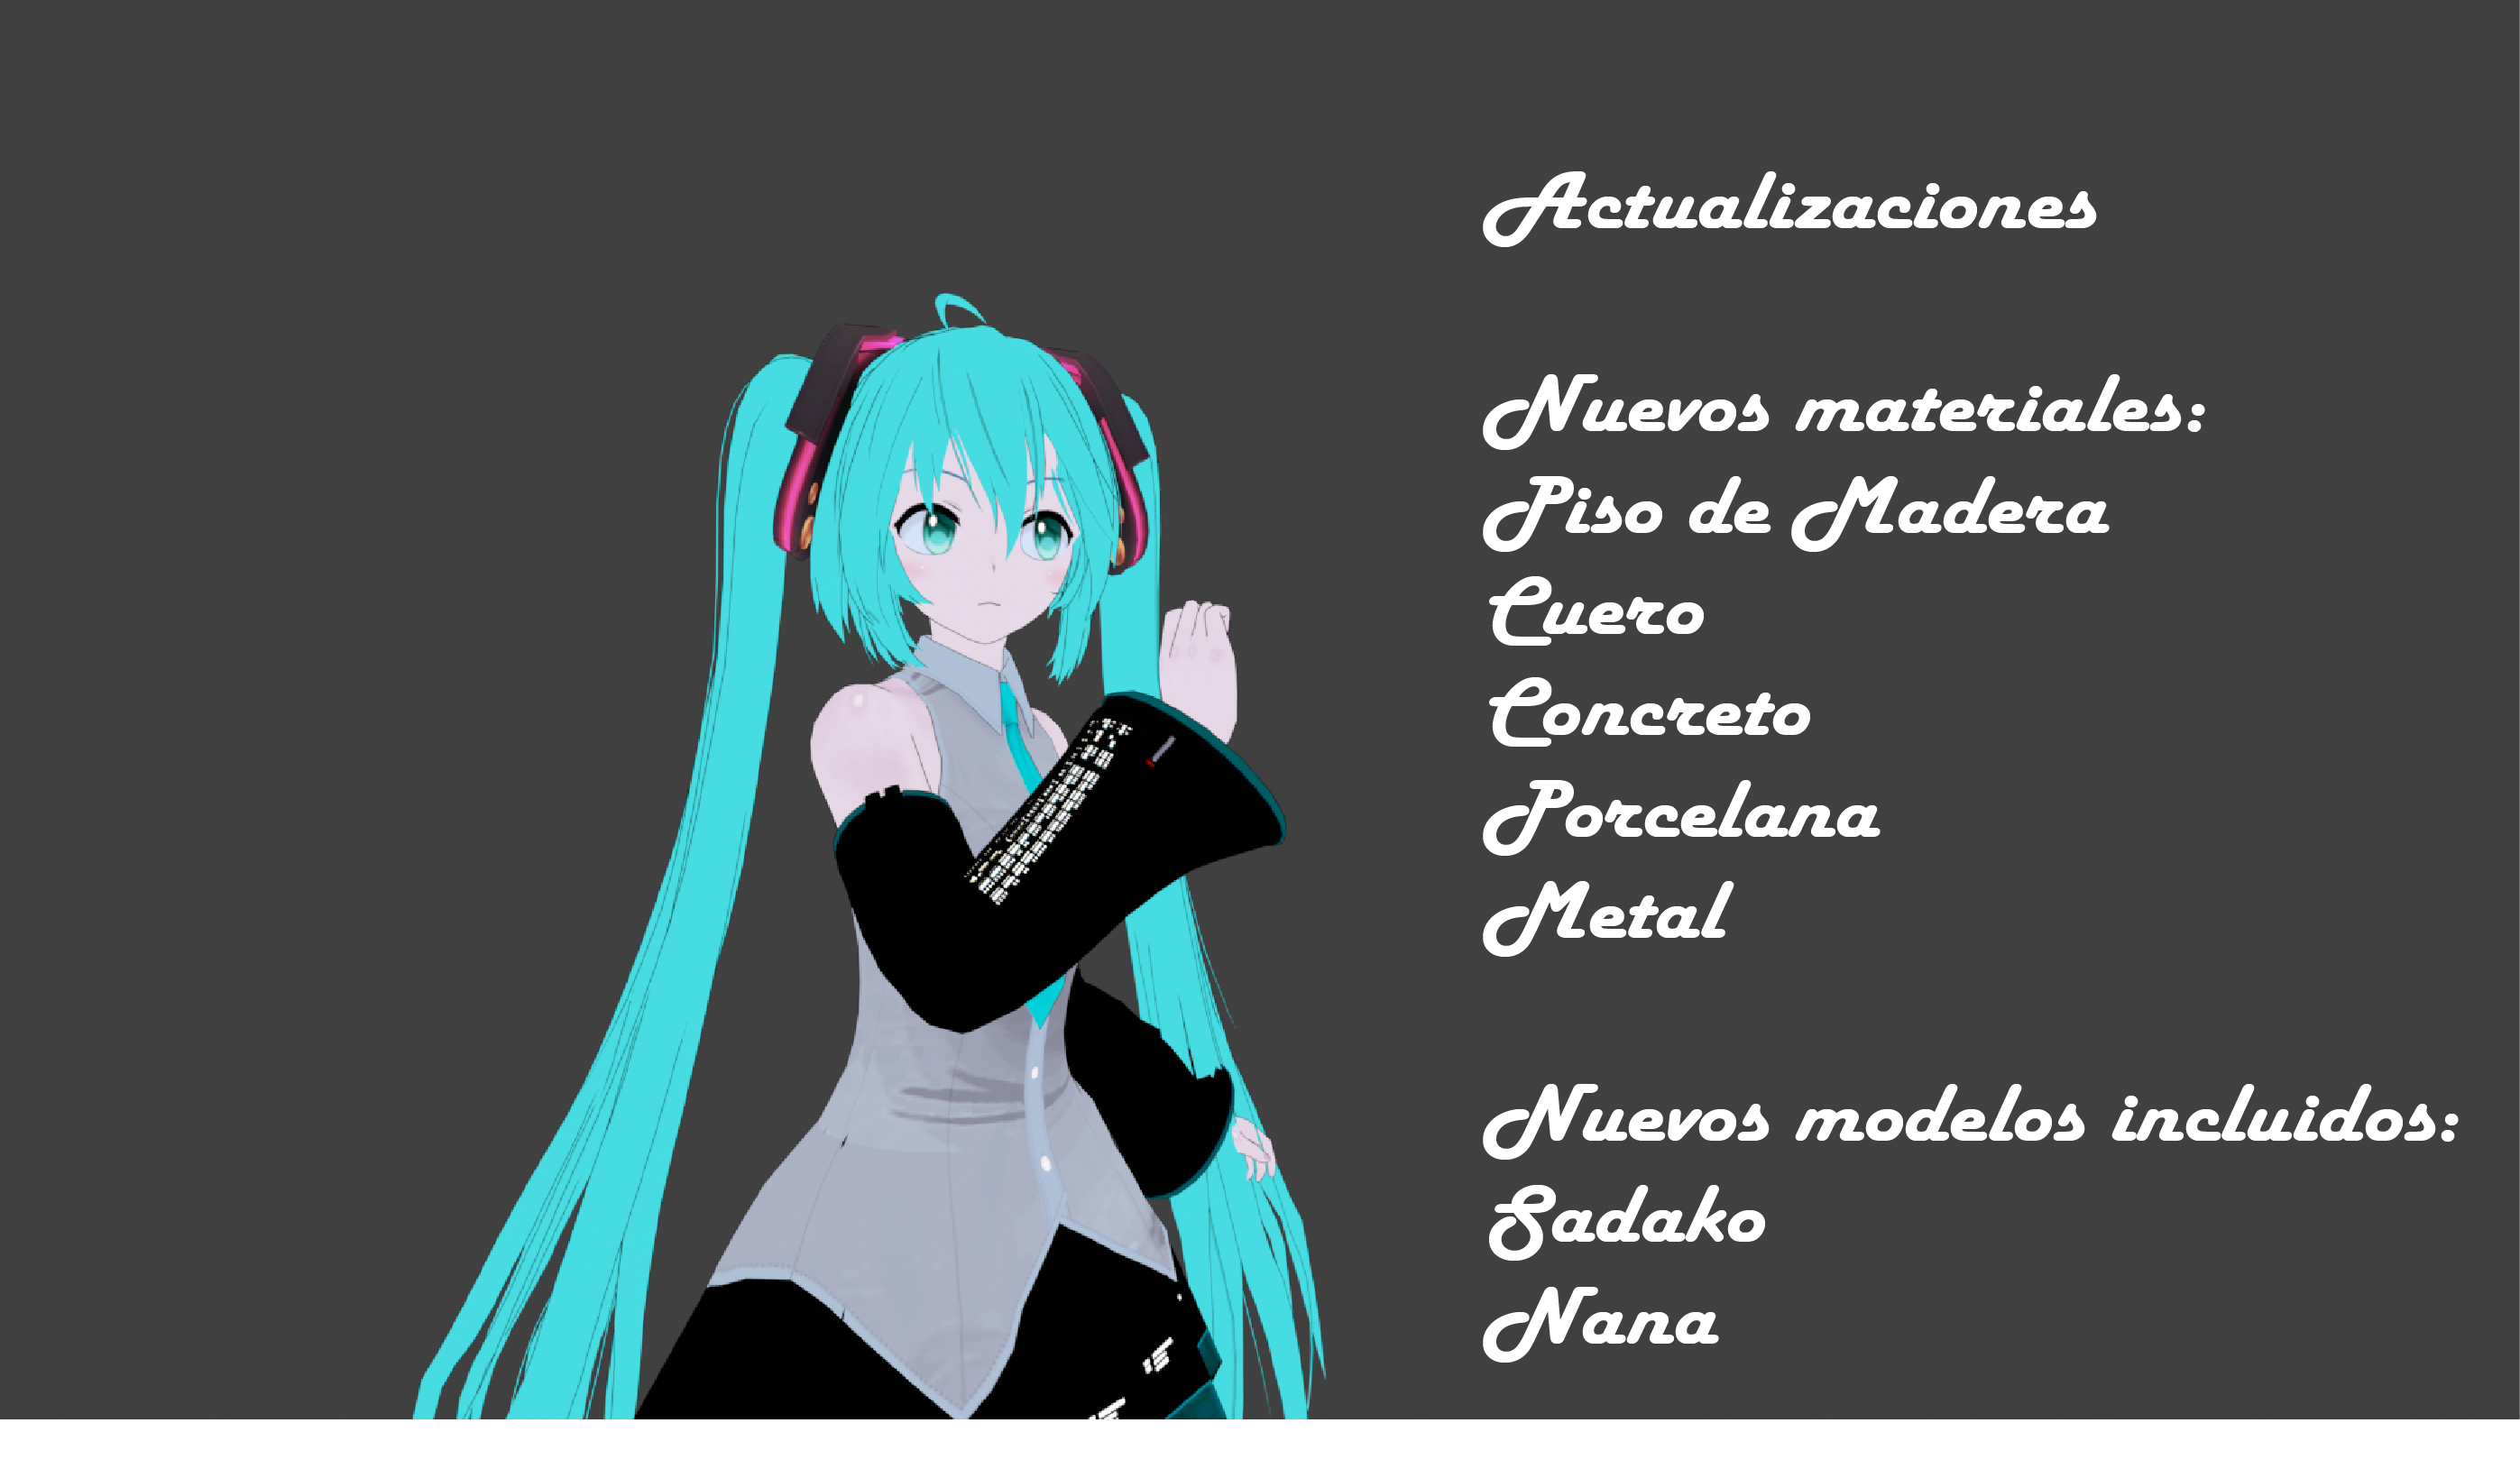 Actualizaciones
Nuevos materiales:
Piso de Madera
Cuero
Concreto
Porcelana
Metal
Nuevos modelos incluidos:
Sadako
Nana